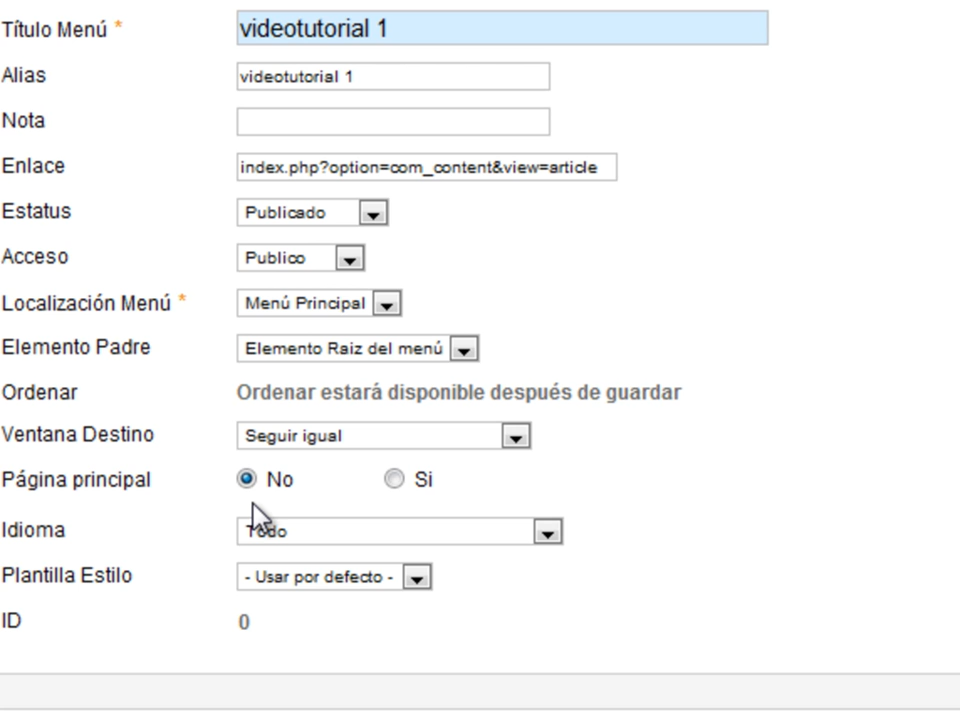 Título Menú * videotutorial 1
Alias videotutorial 1
Nota
Enlace index.php?option=com_content&view=article
Estatus Publicado
Acceso Publico
Localización Menú * Menú Principal
Elemento Padre Elemento Raiz del menú
Ordenar Ordenar estará disponible después de guardar
Ventana Destino Seguir igual
Página principal No Si
Idioma Todo
Plantilla Estilo - Usar por defecto -
ID 0